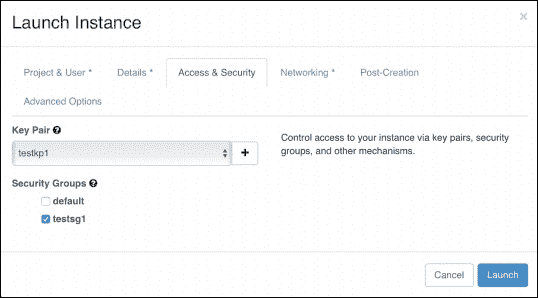 Launch Instance
×
Project & User * Details * Access & Security Networking * Post-Creation
Advanced Options
Key Pair ?
testkp1 +
Control access to your instance via key pairs, security
groups, and other mechanisms.
Security Groups ?
default
testsg1
Cancel Launch